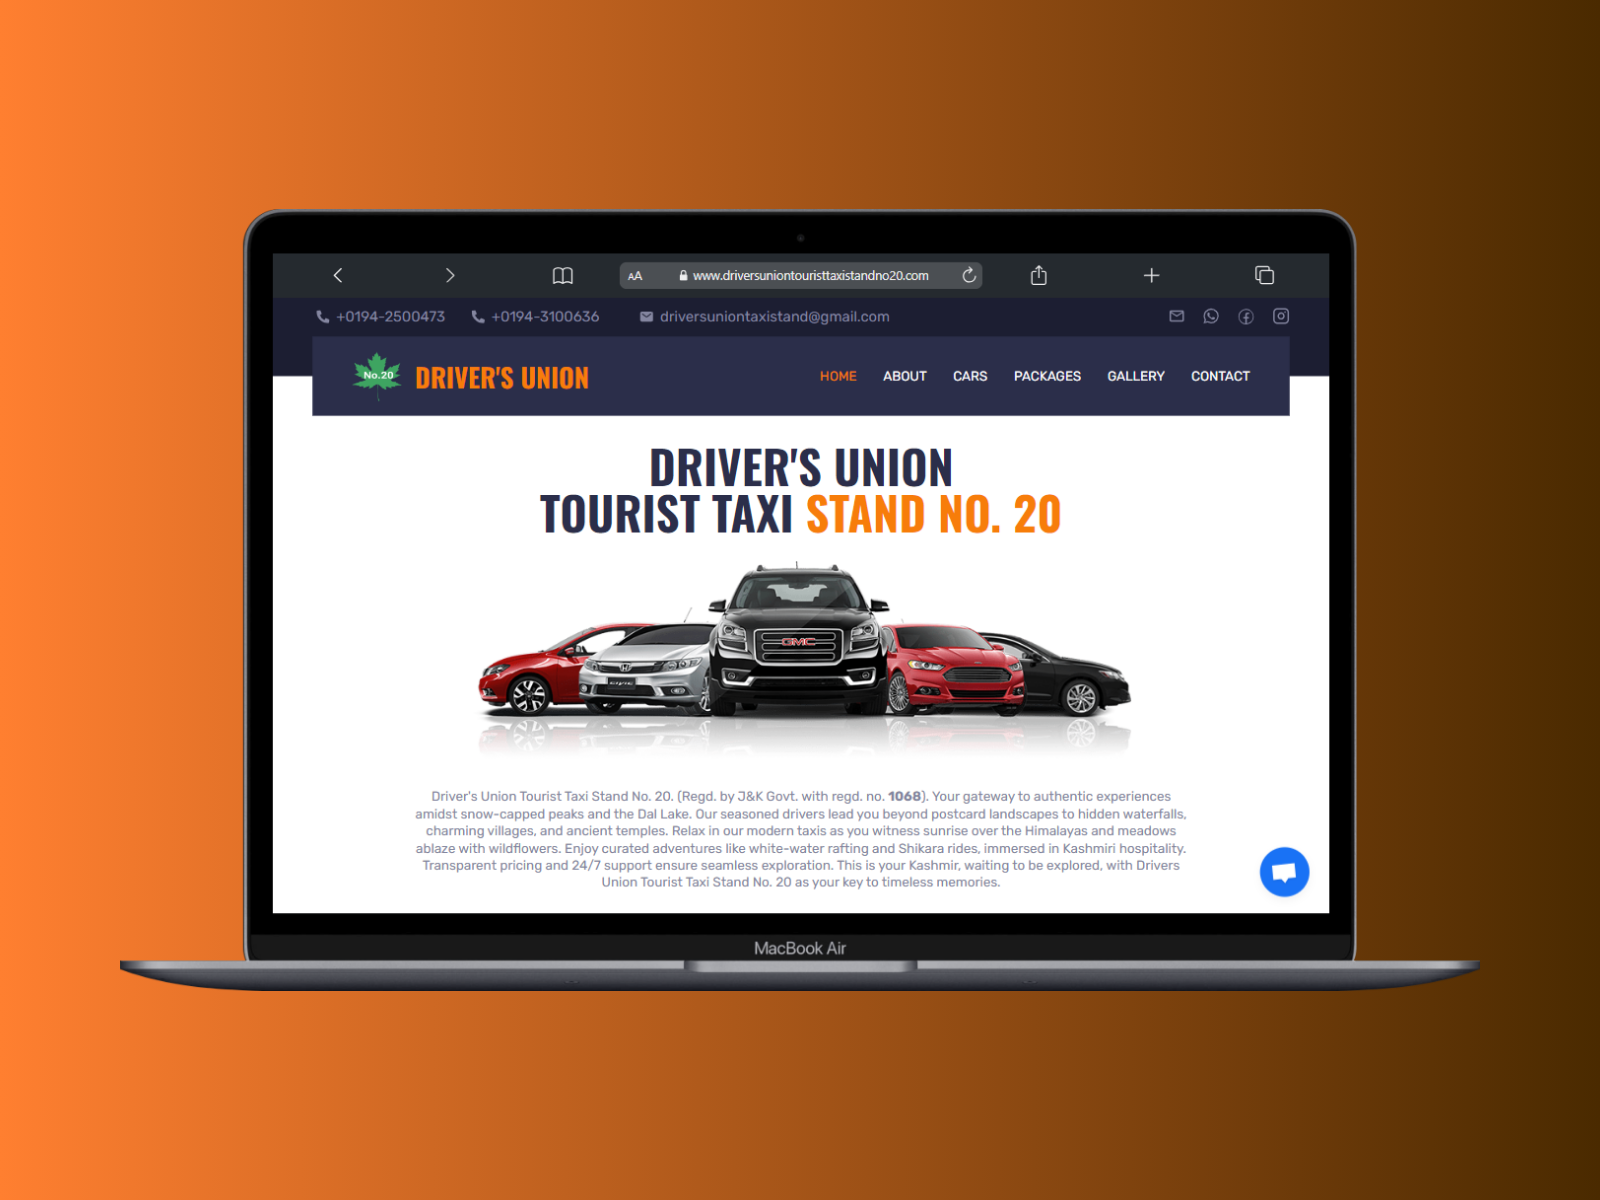 AA www.driversuniontouristtaxistandno20.com
+0194-2500473 +0194-3100636 driversuniontaxistand@gmail.com
No.20 DRIVER'S UNION HOME ABOUT CARS PACKAGES GALLERY CONTACT
DRIVER'S UNION
TOURIST TAXI STAND NO. 20
GMC
CIVIC
Driver's Union Tourist Taxi Stand No. 20. (Regd. by J&K Govt. with regd. no. 1068). Your gateway to authentic experiences
amidst snow-capped peaks and the Dal Lake. Our seasoned drivers lead you beyond postcard landscapes to hidden waterfalls,
charming villages, and ancient temples. Relax in our modern taxis as you witness sunrise over the Himalayas and meadows
ablaze with wildflowers. Enjoy curated adventures like white-water rafting and Shikara rides, immersed in Kashmiri hospitality.
Transparent pricing and 24/7 support ensure seamless exploration. This is your Kashmir, waiting to be explored, with Drivers
Union Tourist Taxi Stand No. 20 as your key to timeless memories.
MacBook Air